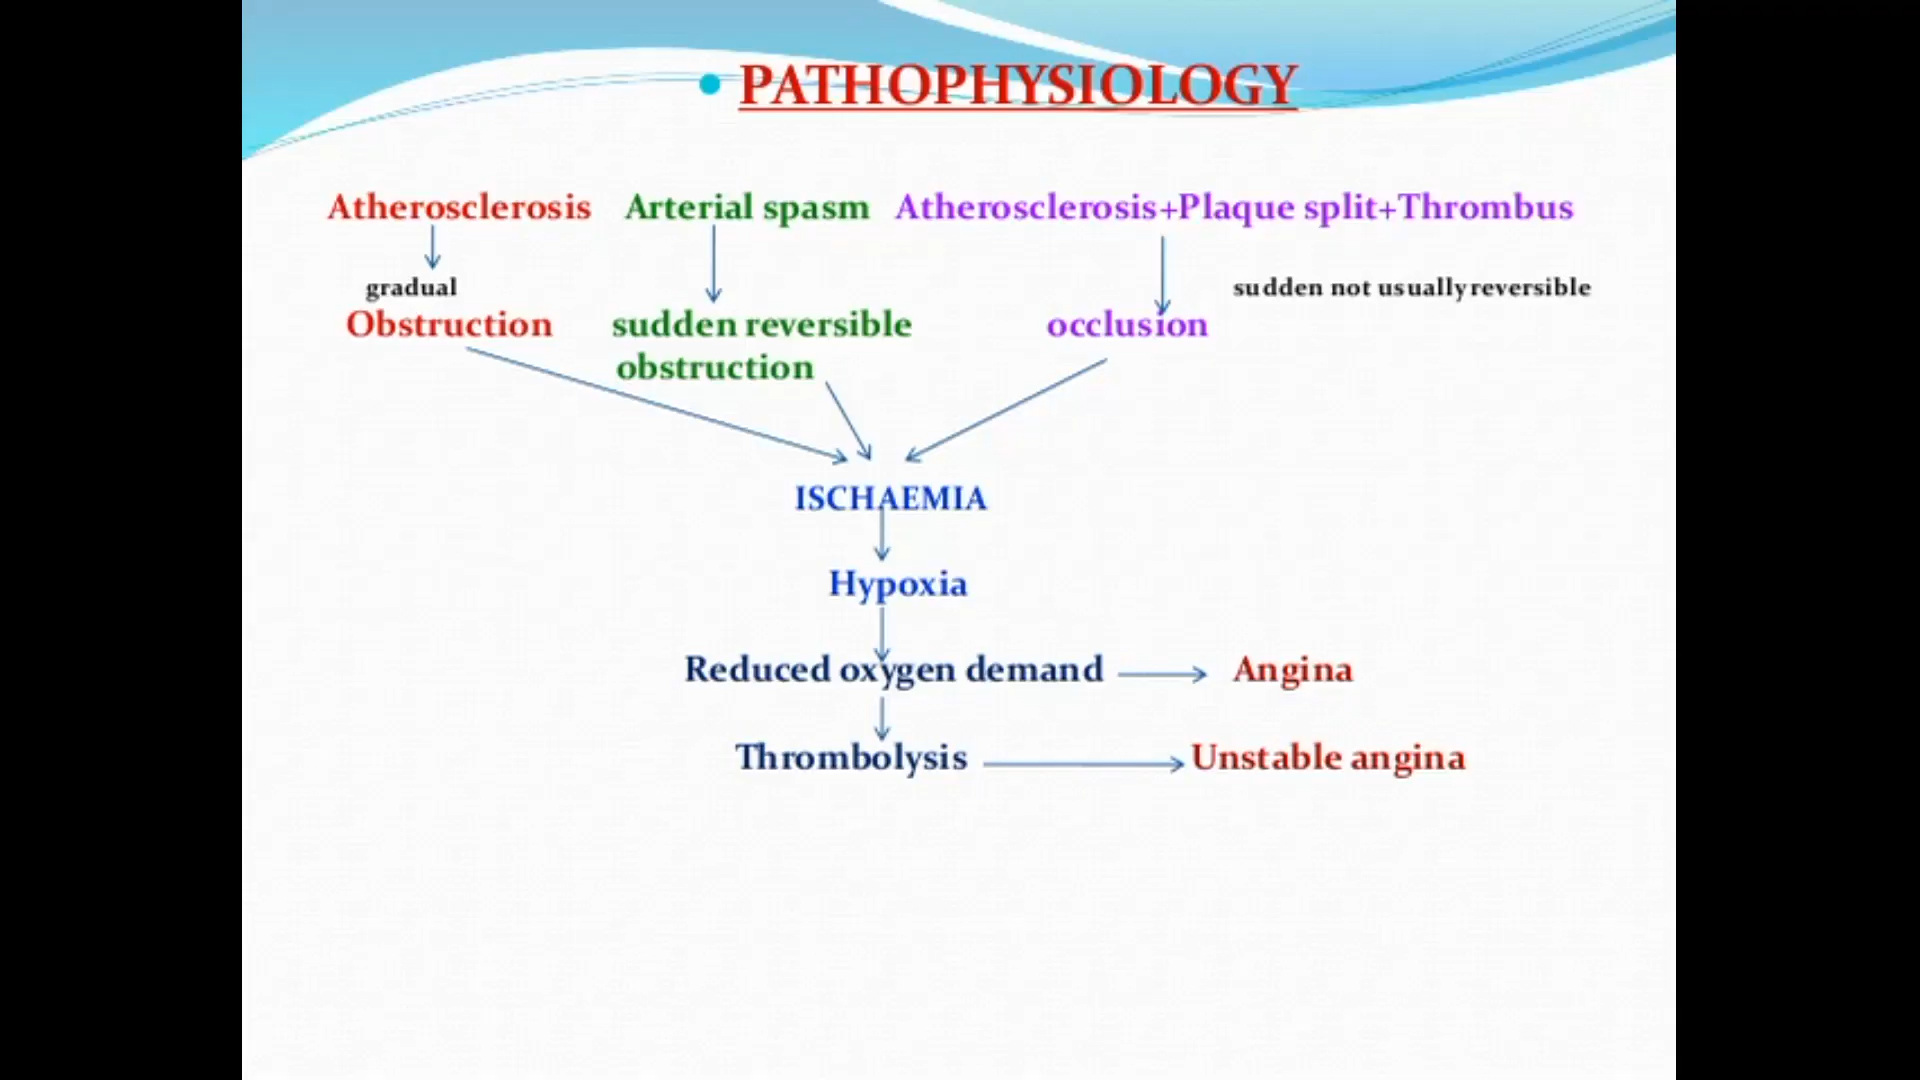 PATHOPHYSIOLOGY
Atherosclerosis Arterial spasm Atherosclerosis+Plaque split+Thrombus
gradual sudden not usually reversible
Obstruction sudden reversible occlusion
obstruction
ISCHAEMIA
Hypoxia
Reduced oxygen demand Angina
Thrombolysis Unstable angina